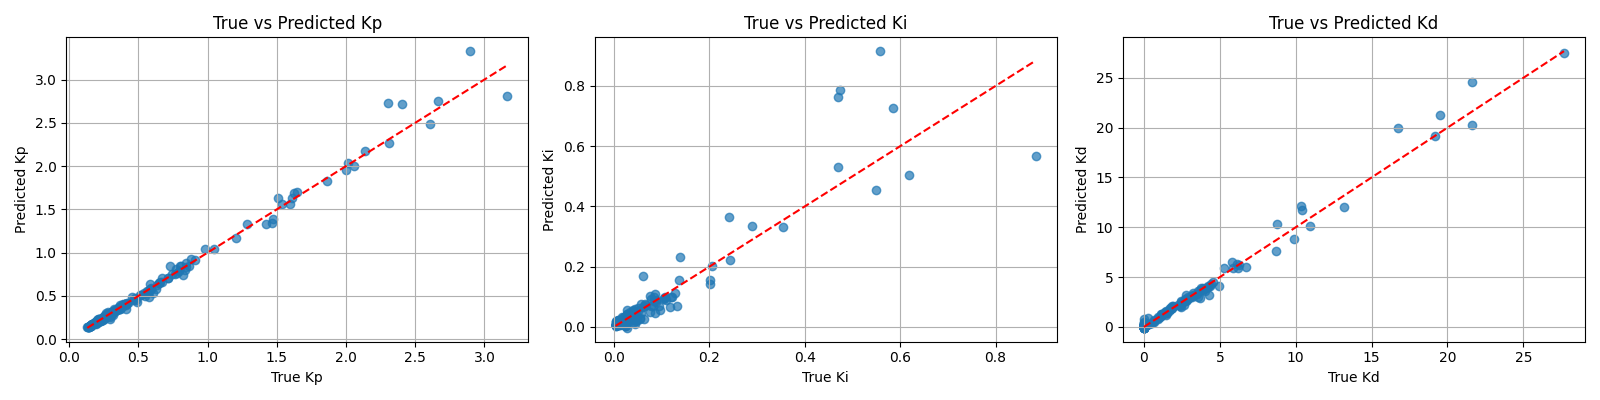 True vs Predicted Kp
3.0
2.5
2.0
1.5
1.0
0.5
0.0
Predicted Kp
0.0 0.5 1.0 1.5 2.0 2.5 3.0
True Kp
True vs Predicted Ki
0.8
0.6
0.4
0.2
0.0
Predicted Ki
0.0 0.2 0.4 0.6 0.8
True Ki
True vs Predicted Kd
25
20
15
10
5
0
Predicted Kd
0 5 10 15 20 25
True Kd